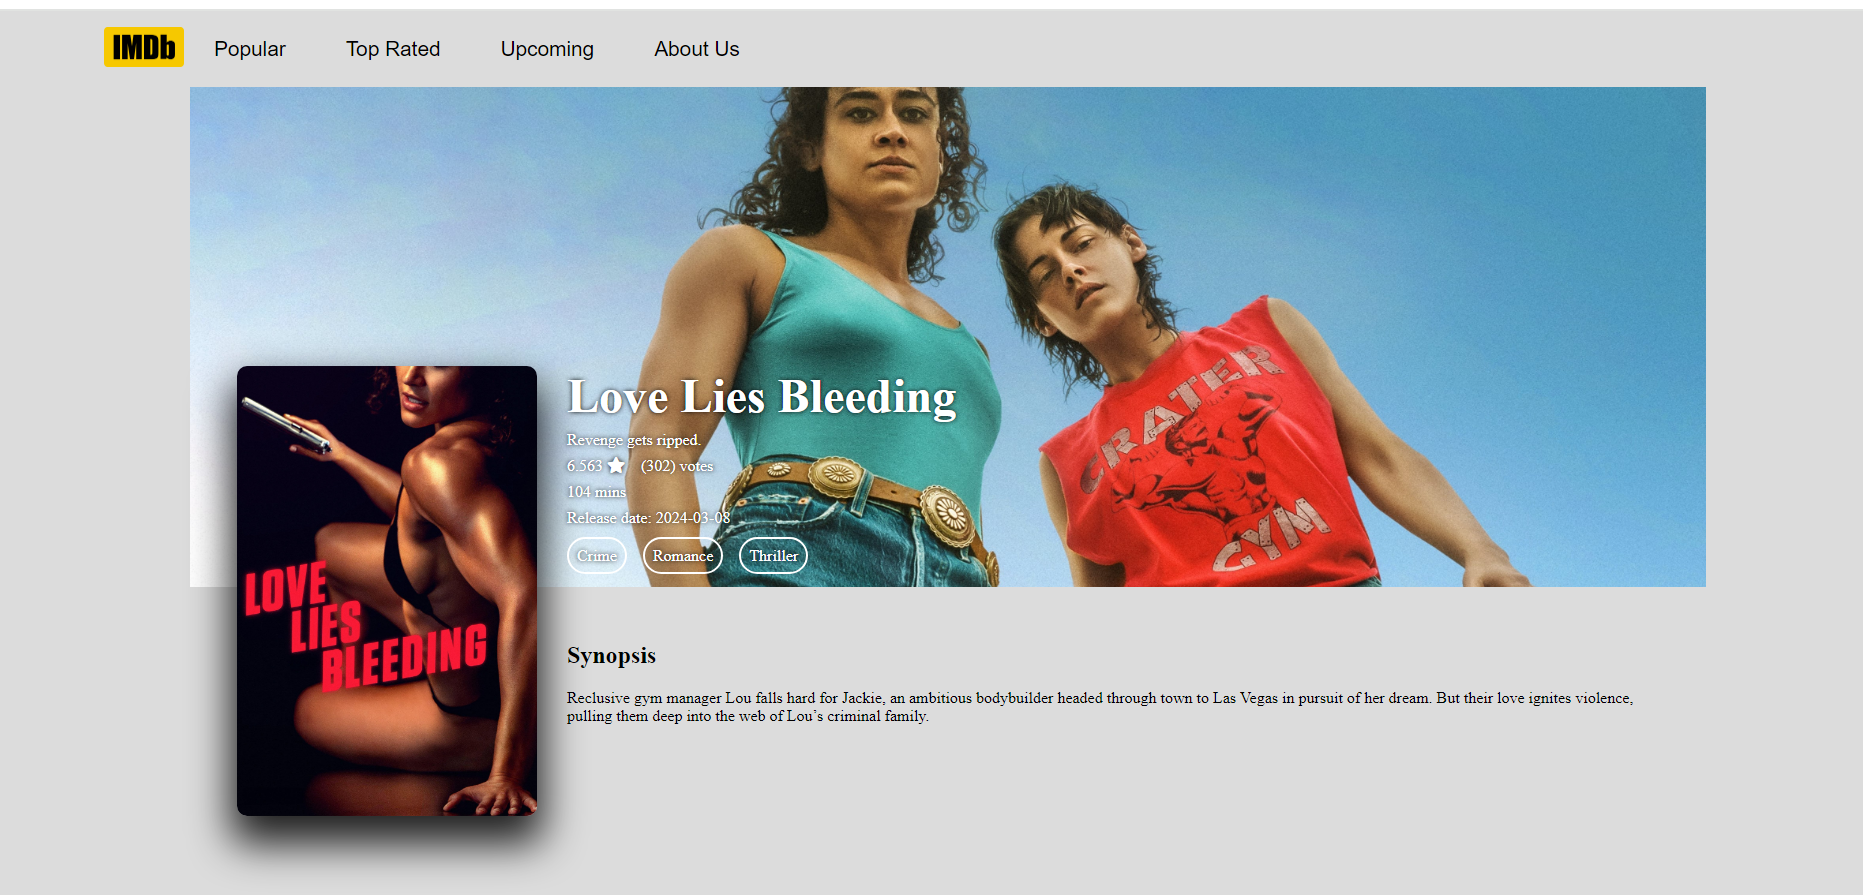 IMDb Popular Top Rated Upcoming About Us
CRATER
GYM
Love Lies Bleeding
Revenge gets ripped.
6.563 (302) votes
104 mins
Release date: 2024-03-08
Crime Romance Thriller
LOVE
LIES
BLEEDING
Synopsis
Reclusive gym manager Lou falls hard for Jackie, an ambitious bodybuilder headed through town to Las Vegas in pursuit of her dream. But their love ignites violence,
pulling them deep into the web of Lou’s criminal family.